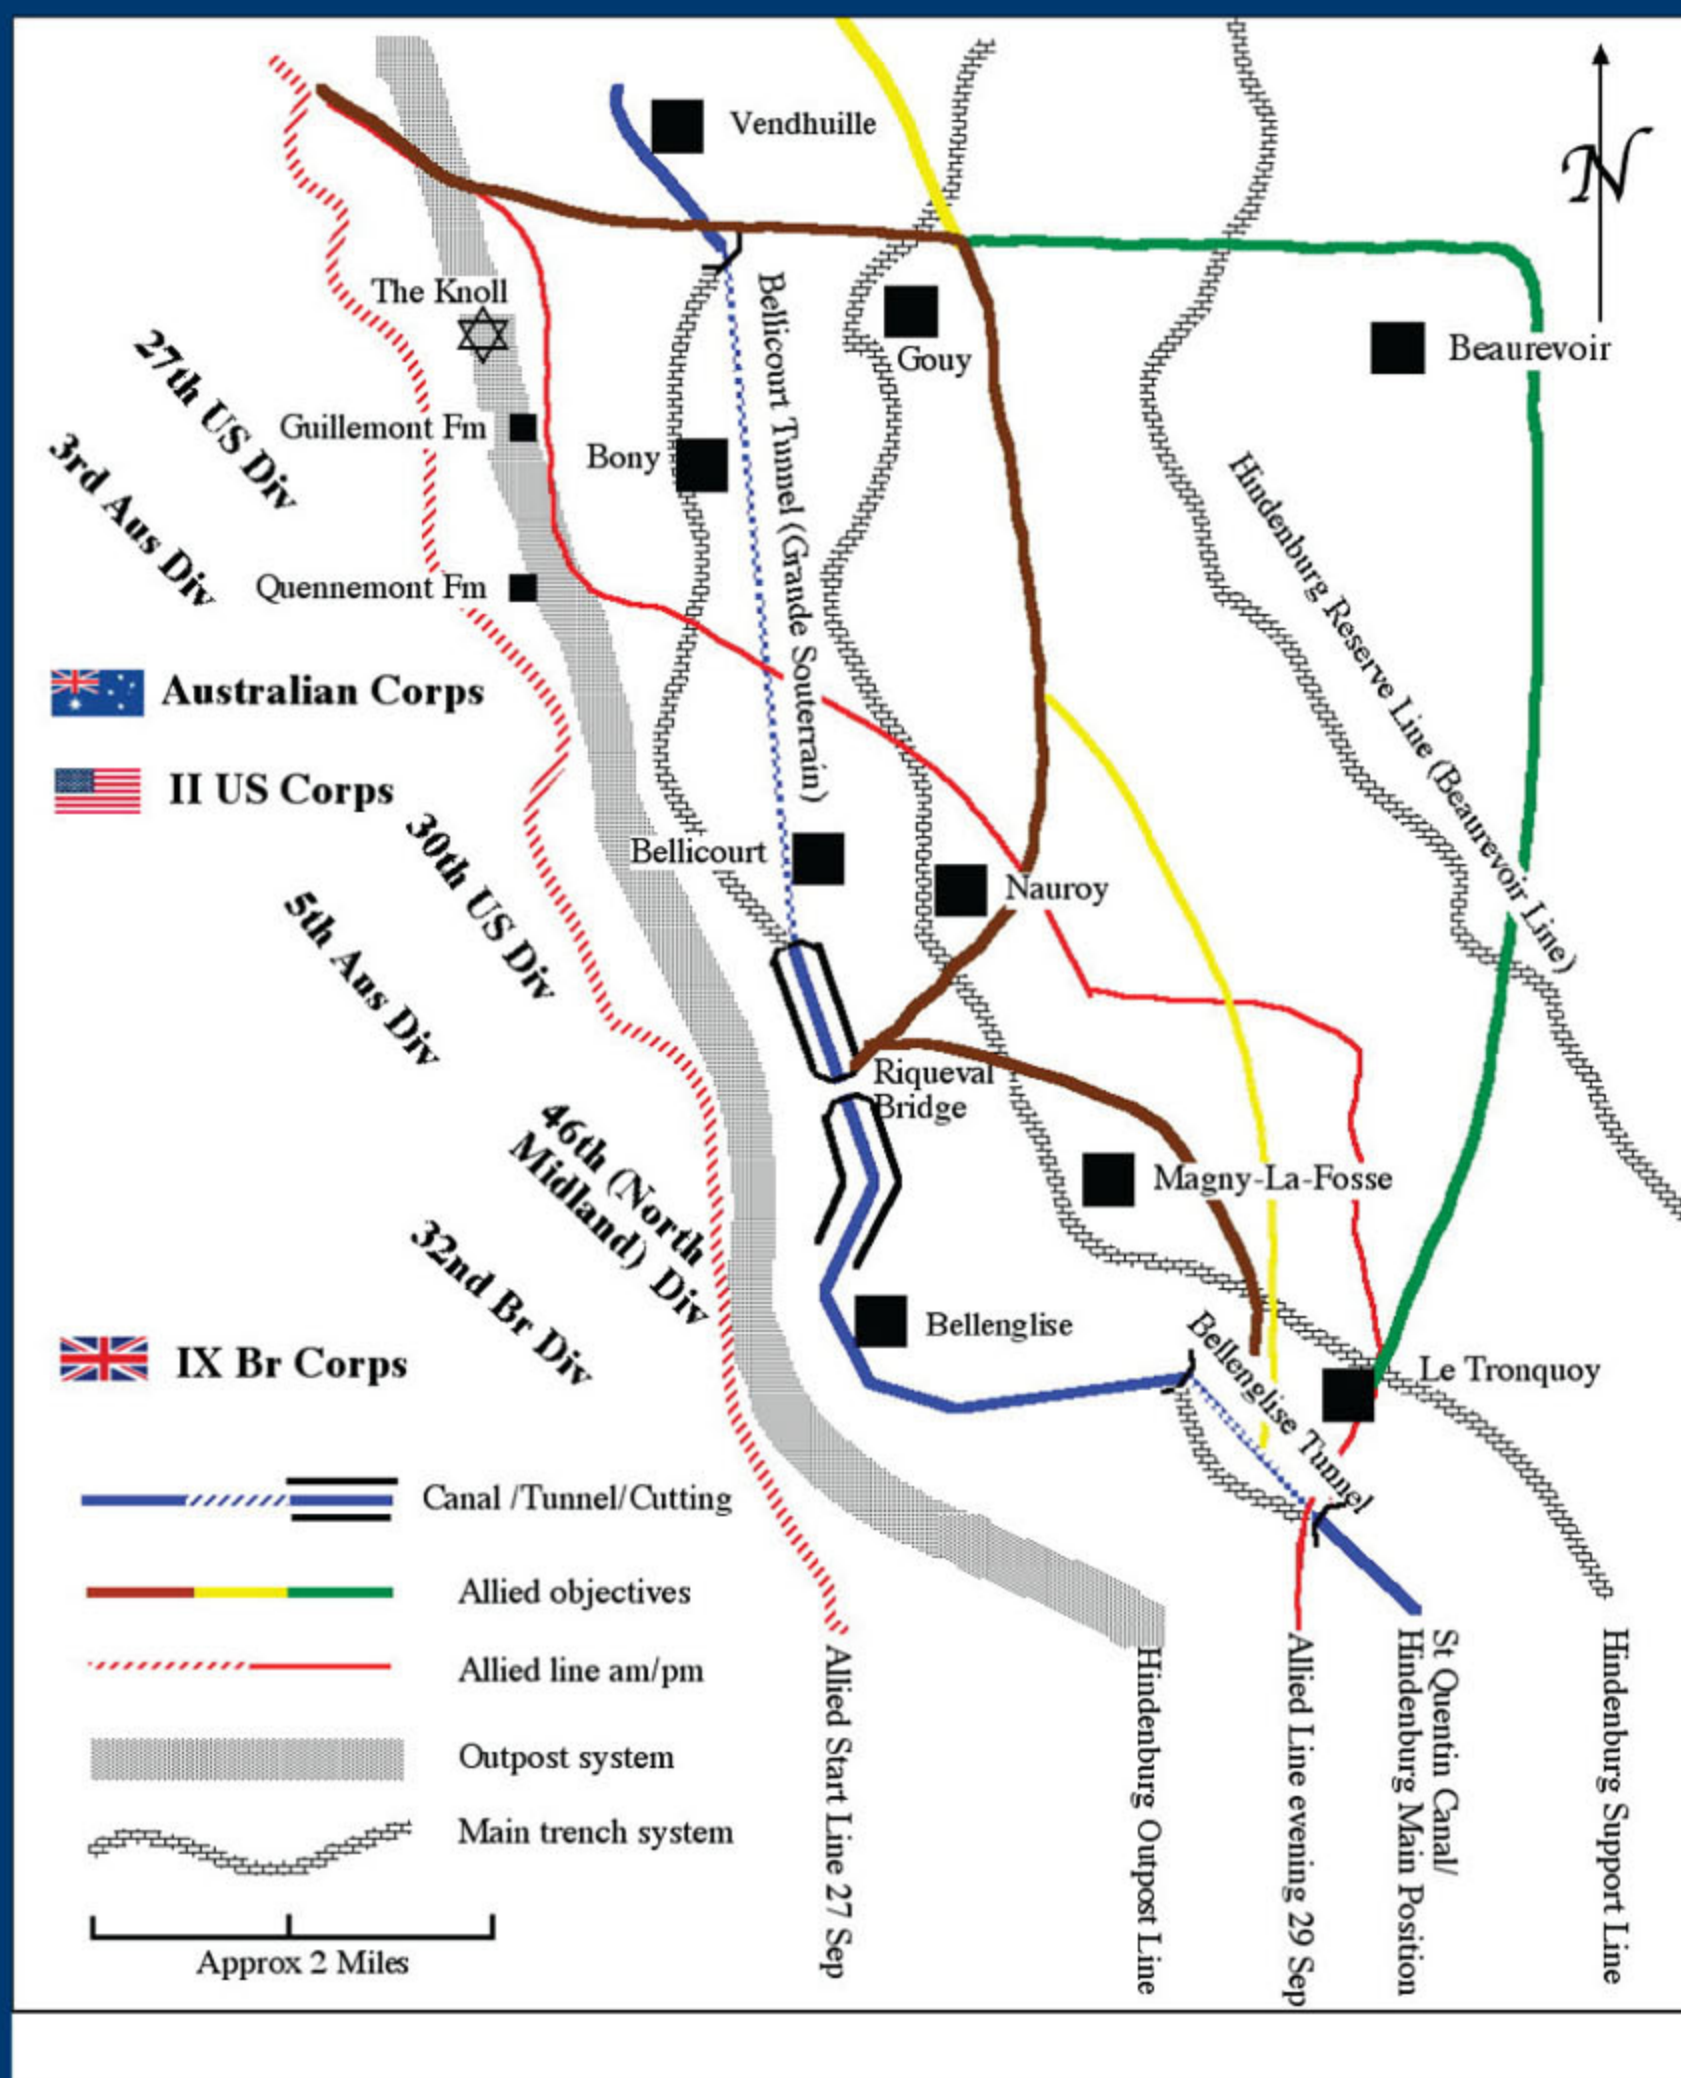 N
Vendhuille
The Knoll
Bellicourt Tunnel (Grande Souterrain)
Gouy
Beaurevoir
27th US Div
Guillemont Fm
Bony
3rd Aus Div
Hindenburg Reserve Line (Beaurevoir Line)
Quennemont Fm
Australian Corps
II US Corps
30th US Div
Bellicourt
Nauroy
5th Aus Div
Riqueval
Bridge
46th (North
Midland) Div
Magny-La-Fosse
32nd Br Div
Bellenglise
IX Br Corps
Bellenglise Tunnel
Le Tronquoy
Canal /Tunnel/Cutting
Allied objectives
Allied line am/pm
Outpost system
Main trench system
Approx 2 Miles
Allied Start Line 27 Sep
Hindenburg Outpost Line
Allied Line evening 29 Sep
St Quentin Canal/
Hindenburg Main Position
Hindenburg Support Line